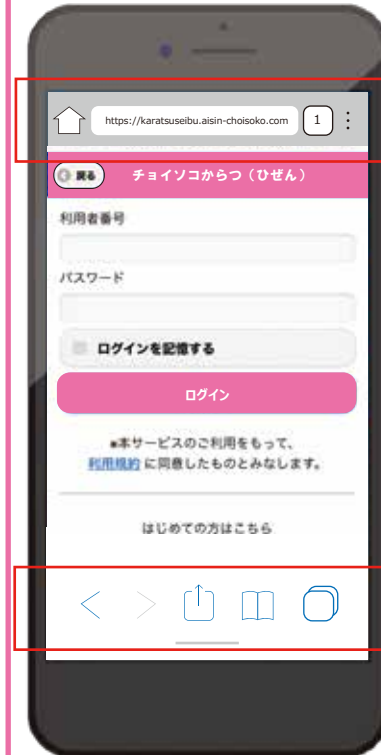 https://karatsuseibu.aisin-choisoko.com
1
戻る
チョイソコからつ（ひぜん）
利用者番号
パスワード
ログインを記憶する
ログイン
※本サービスのご利用をもって、
利用規約 に同意したものとみなします。
はじめての方はこちら